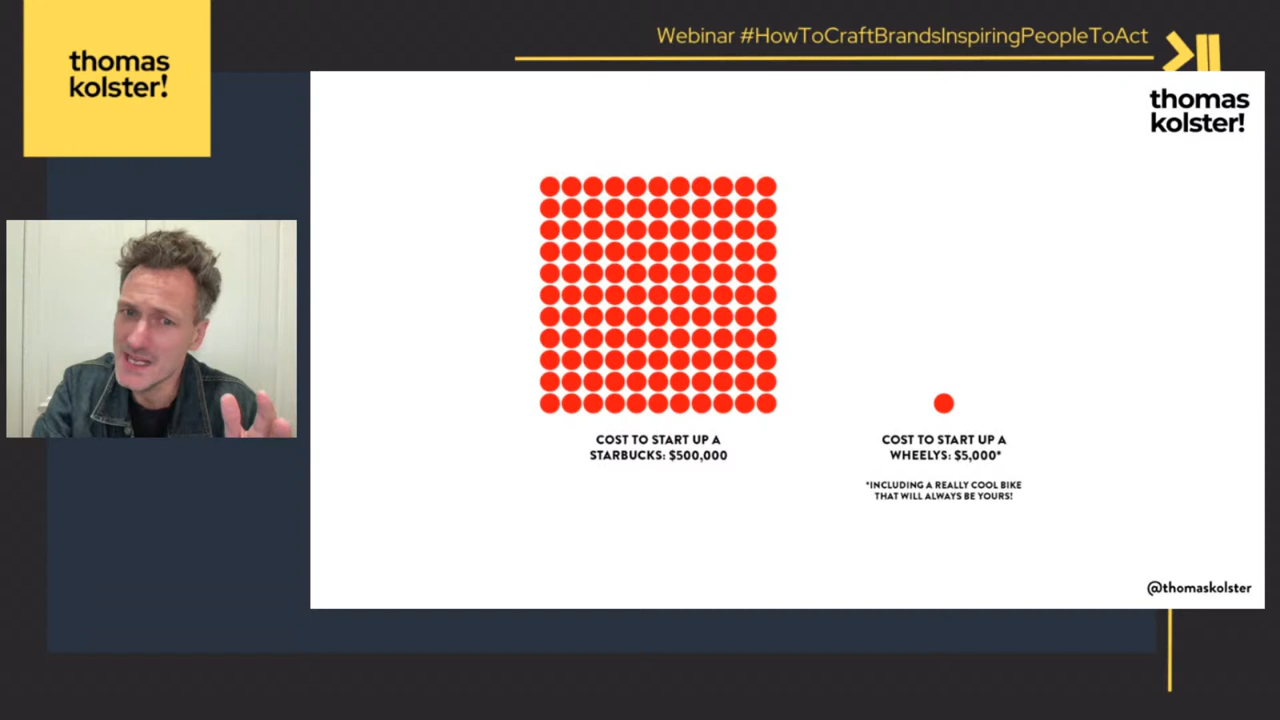 thomas
kolster!
Webinar #HowToCraftBrandsInspiringPeopleToAct
thomas
kolster!
COST TO START UP A
STARBUCKS: $500,000
COST TO START UP A
WHEELYS: $5,000*
*INCLUDING A REALLY COOL BIKE
THAT WILL ALWAYS BE YOURS!
@thomaskolster